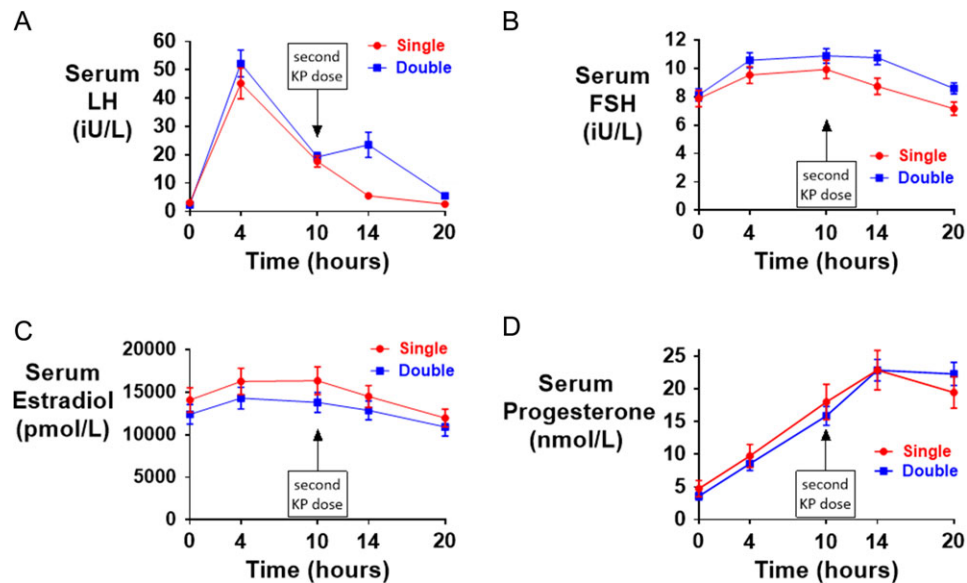 A
Serum
LH
(iU/L)
60
50
40
30
20
10
0
second
KP dose
Single
Double
0 4 10 14 20
Time (hours)
B
Serum
FSH
(iU/L)
12
10
8
6
4
2
0
second
KP dose
Single
Double
0 4 10 14 20
Time (hours)
C
Serum
Estradiol
(pmol/L)
20000
15000
10000
5000
0
second
KP dose
Single
Double
0 4 10 14 20
Time (hours)
D
Serum
Progesterone
(nmol/L)
25
20
15
10
5
0
second
KP dose
Single
Double
0 4 10 14 20
Time (hours)